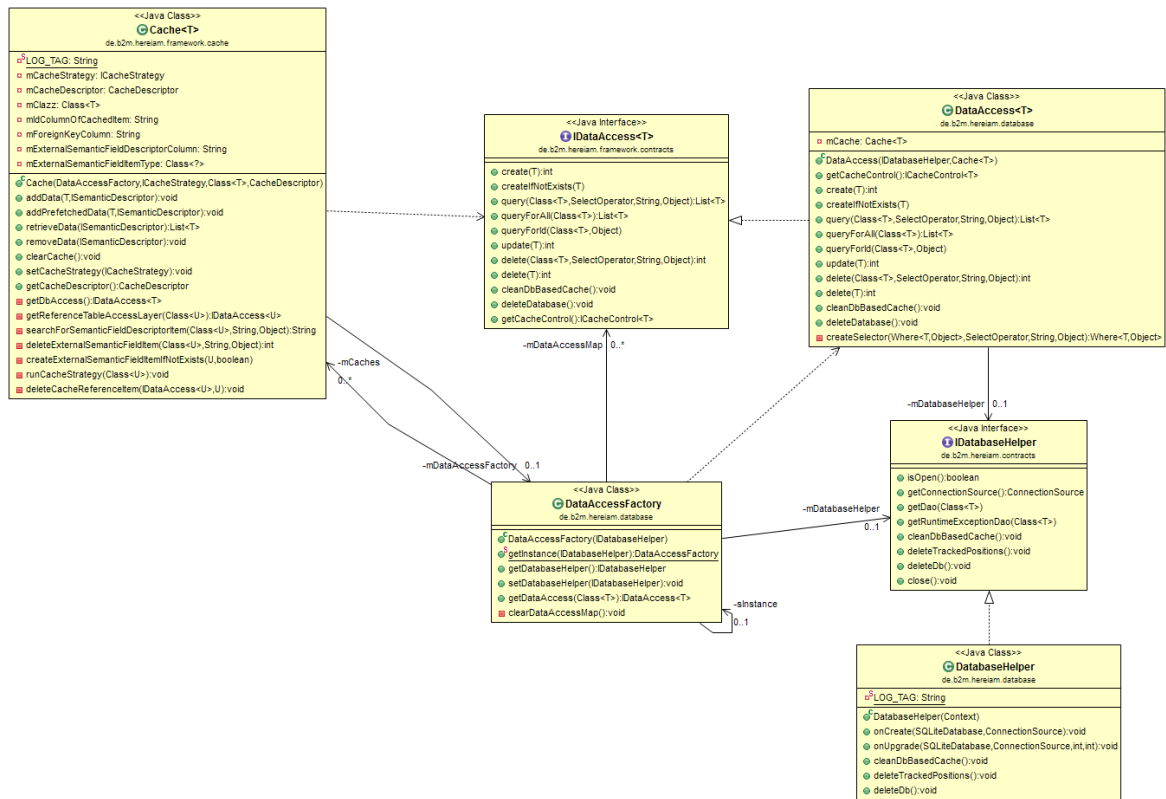 <<Java Class>>
Cache<T>
de.b2m.hereiam.framework.cache
LOG_TAG: String
mCacheStrategy: ICacheStrategy
mCacheDescriptor: CacheDescriptor
mClazz: Class<T>
mIdColumnOfCachedItem: String
mForeignKeyColumn: String
mExternalSemanticFieldDescriptorColumn: String
mExternalSemanticFieldItemType: Class<?>
Cache(DataAccessFactory,ICacheStrategy,Class<T>,CacheDescriptor)
addData(T,ISemanticDescriptor):void
addPrefetchedData(T,ISemanticDescriptor):void
retrieveData(ISemanticDescriptor):List<T>
removeData(ISemanticDescriptor):void
clearCache():void
setCacheStrategy(ICacheStrategy):void
getCacheDescriptor():CacheDescriptor
getDbAccess():IDataAccess<T>
getReferenceTableAccessLayer(Class<U>):IDataAccess<U>
searchForSemanticFieldDescriptorItem(Class<U>,String,Object):String
deleteExternalSemanticFieldItem(Class<U>,String,Object):int
createExternalSemanticFieldItemIfNotExists(U,boolean)
runCacheStrategy(Class<U>):void
deleteCacheReferenceItem(IDataAccess<U>,U):void
<<Java Interface>>
IDataAccess<T>
de.b2m.hereiam.framework.contracts
create(T):int
createIfNotExists(T)
query(Class<T>,SelectOperator,String,Object):List<T>
queryForAll(Class<T>):List<T>
queryForId(Class<T>,Object)
update(T):int
delete(Class<T>,SelectOperator,String,Object):int
delete(T):int
cleanDbBasedCache():void
deleteDatabase():void
getCacheControl():ICacheControl<T>
<<Java Class>>
DataAccess<T>
de.b2m.hereiam.database
mCache: Cache<T>
DataAccess(IDatabaseHelper,Cache<T>)
getCacheControl():ICacheControl<T>
create(T):int
createIfNotExists(T)
query(Class<T>,SelectOperator,String,Object):List<T>
queryForAll(Class<T>):List<T>
queryForId(Class<T>,Object)
update(T):int
delete(Class<T>,SelectOperator,String,Object):int
delete(T):int
cleanDbBasedCache():void
deleteDatabase():void
createSelector(Where<T,Object>,SelectOperator,String,Object):Where<T,Object>
-mDataAccessMap 0..*
-mCaches
0..*
-mDataAccessFactory 0..1
-mDatabaseHelper 0..1
<<Java Interface>>
IDatabaseHelper
de.b2m.hereiam.contracts
isOpen():boolean
getConnectionSource():ConnectionSource
getDao(Class<T>)
getRuntimeExceptionDao(Class<T>)
cleanDbBasedCache():void
deleteTrackedPositions():void
deleteDb():void
close():void
<<Java Class>>
DataAccessFactory
de.b2m.hereiam.database
DataAccessFactory(IDatabaseHelper)
getInstance(IDatabaseHelper):DataAccessFactory
getDatabaseHelper():IDatabaseHelper
setDatabaseHelper(IDatabaseHelper):void
getDataAccess(Class<T>):IDataAccess<T>
clearDataAccessMap():void
-mDatabaseHelper
0..1
-sInstance
0..1
<<Java Class>>
DatabaseHelper
de.b2m.hereiam.database
LOG_TAG: String
DatabaseHelper(Context)
onCreate(SQLiteDatabase,ConnectionSource):void
onUpgrade(SQLiteDatabase,ConnectionSource,int,int):void
cleanDbBasedCache():void
deleteTrackedPositions():void
deleteDb():void